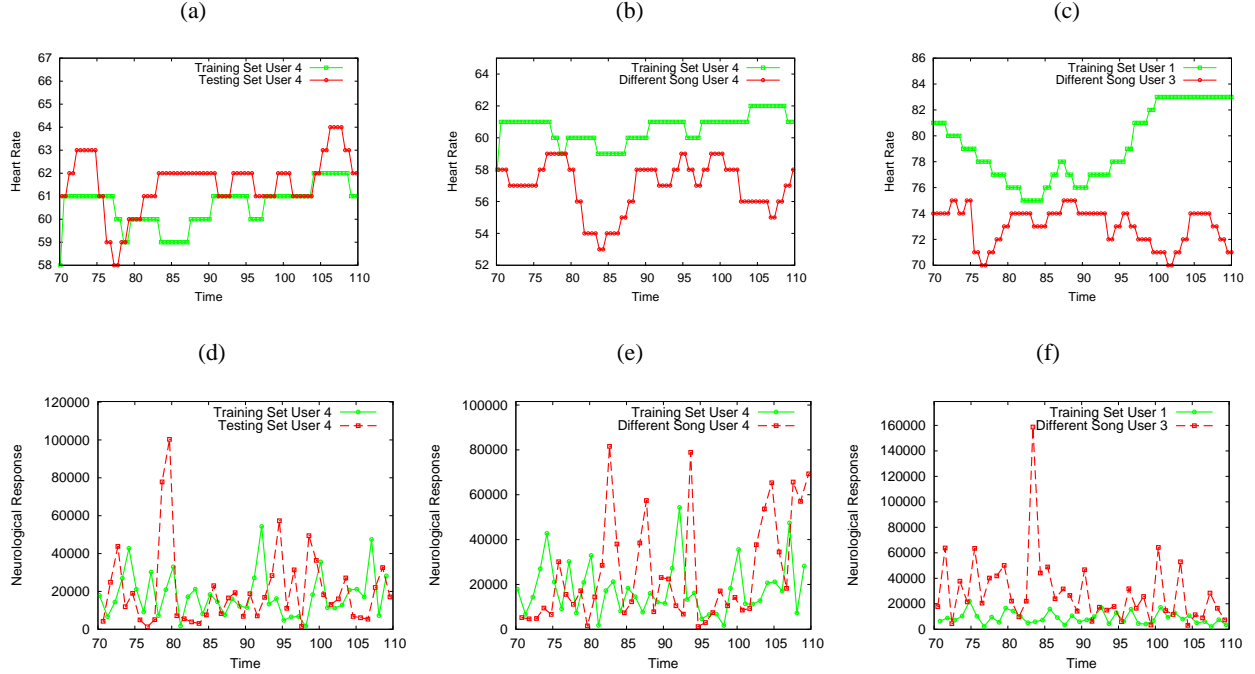 (a)
(b)
(c)
67
66
65
64
63
62
61
60
59
58
Heart Rate
Training Set User 4
Testing Set User 4
70 75 80 85 90 95 100 105 110
Time
64
62
60
58
56
54
52
Heart Rate
Training Set User 4
Different Song User 4
70 75 80 85 90 95 100 105 110
Time
86
84
82
80
78
76
74
72
70
Heart Rate
Training Set User 1
Different Song User 3
70 75 80 85 90 95 100 105 110
Time
(d)
(e)
(f)
120000
100000
80000
60000
40000
20000
0
Neurological Response
Training Set User 4
Testing Set User 4
70 75 80 85 90 95 100 105 110
Time
100000
80000
60000
40000
20000
0
Neurological Response
Training Set User 4
Different Song User 4
70 75 80 85 90 95 100 105 110
Time
160000
140000
120000
100000
80000
60000
40000
20000
0
Neurological Response
Training Set User 1
Different Song User 3
70 75 80 85 90 95 100 105 110
Time